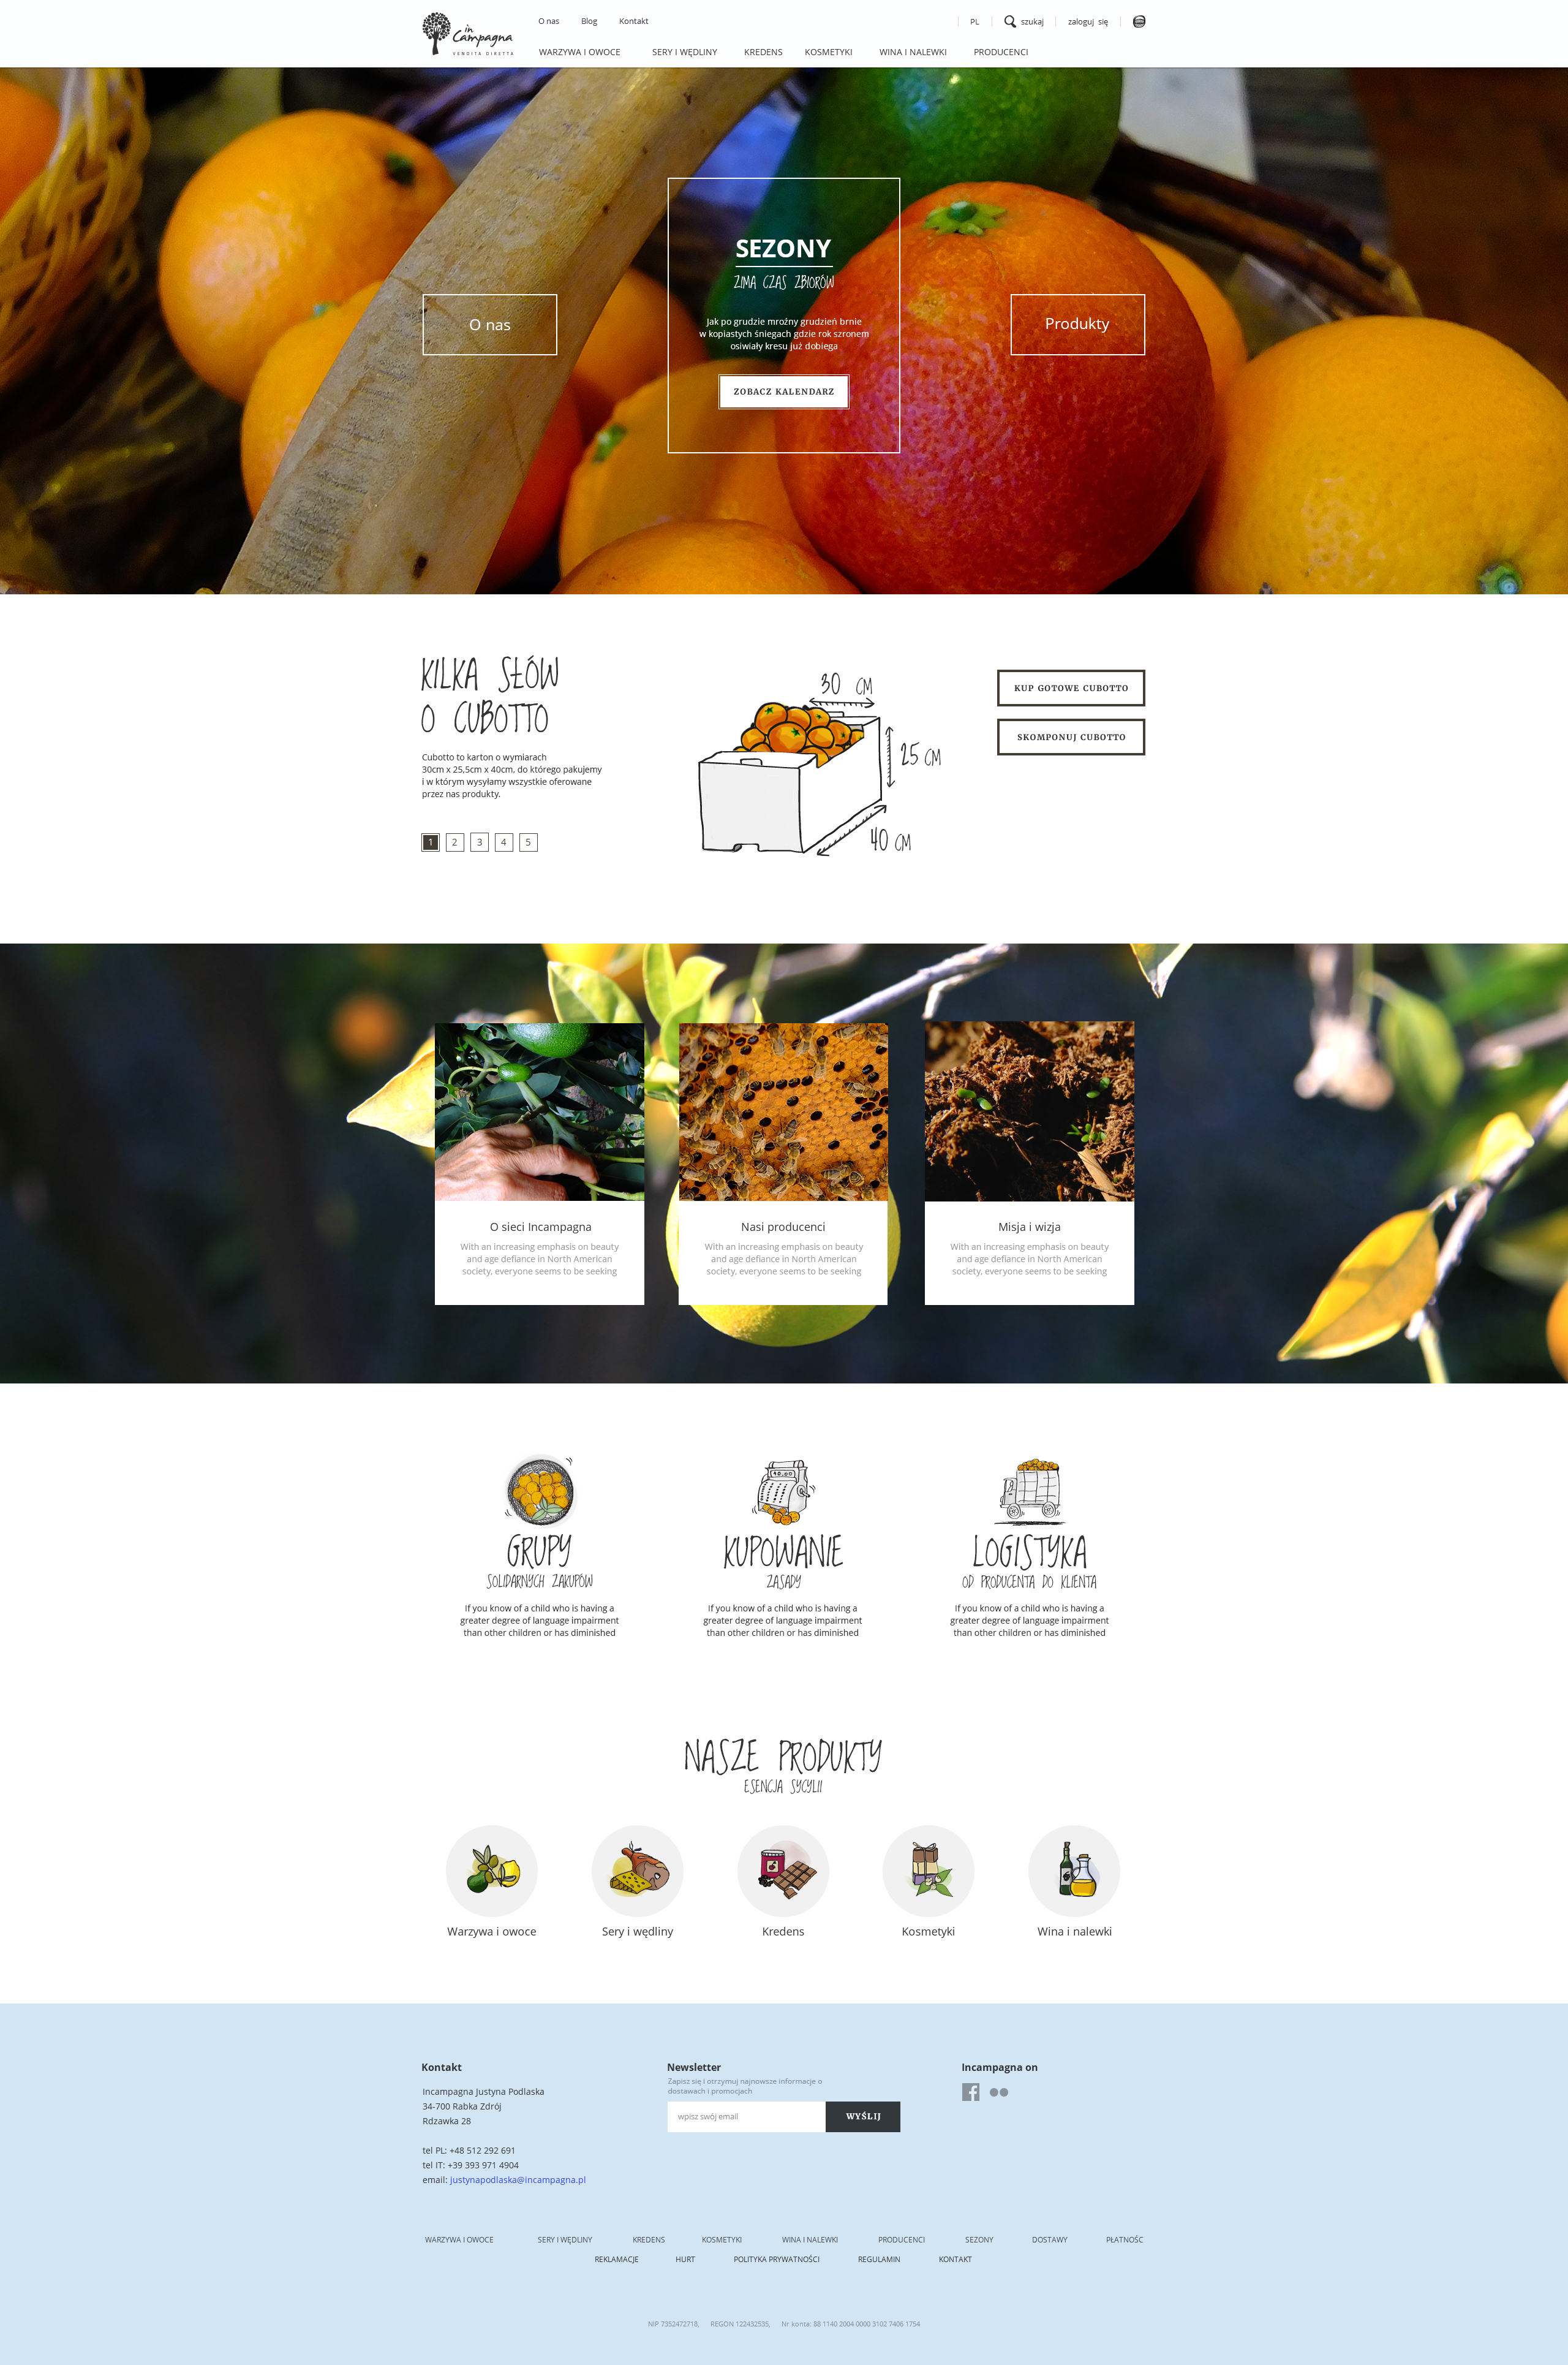 in
Campagna
VENDITA DIRETTA
O nas Blog Kontakt
PL szukaj zaloguj się
WARZYWA I OWOCE SERY I WĘDLINY KREDENS KOSMETYKI WINA I NALEWKI PRODUCENCI
SEZONY
ZIMA CZAS ZBIORÓW
Jak po grudzie mroźny grudzień brnie
w kopiastych śniegach gdzie rok szronem
osiwiały kresu już dobiega
ZOBACZ KALENDARZ
O nas
Produkty
KILKA SŁÓW
O CUBOTTO
Cubotto to karton o wymiarach
30cm x 25,5cm x 40cm, do którego pakujemy
i w którym wysyłamy wszystkie oferowane
przez nas produkty.
1 2 3 4 5
30 CM
25 CM
40 CM
KUP GOTOWE CUBOTTO
SKOMPONUJ CUBOTTO
O sieci Incampagna
With an increasing emphasis on beauty
and age defiance in North American
society, everyone seems to be seeking
Nasi producenci
With an increasing emphasis on beauty
and age defiance in North American
society, everyone seems to be seeking
Misja i wizja
With an increasing emphasis on beauty
and age defiance in North American
society, everyone seems to be seeking
GRUPY
SOLIDARNYCH ZAKUPÓW
If you know of a child who is having a
greater degree of language impairment
than other children or has diminished
KUPOWANIE
ZASADY
If you know of a child who is having a
greater degree of language impairment
than other children or has diminished
LOGISTYKA
OD PRODUCENTA DO KLIENTA
If you know of a child who is having a
greater degree of language impairment
than other children or has diminished
NASZE PRODUKTY
ESENCJA SYCYLII
Warzywa i owoce
Sery i wędliny
Kredens
Kosmetyki
Wina i nalewki
Kontakt
Incampagna Justyna Podlaska
34-700 Rabka Zdrój
Rdzawka 28
tel PL: +48 512 292 691
tel IT: +39 393 971 4904
email: justynapodlaska@incampagna.pl
Newsletter
Zapisz się i otrzymuj najnowsze informacje o
dostawach i promocjach
wpisz swój email WYŚLIJ
Incampagna on
WARZYWA I OWOCE SERY I WĘDLINY KREDENS KOSMETYKI WINA I NALEWKI PRODUCENCI SEZONY DOSTAWY PŁATNOŚC
REKLAMACJE HURT POLITYKA PRYWATNOŚCI REGULAMIN KONTAKT
NIP 7352472718, REGON 122432535, Nr konta: 88 1140 2004 0000 3102 7406 1754